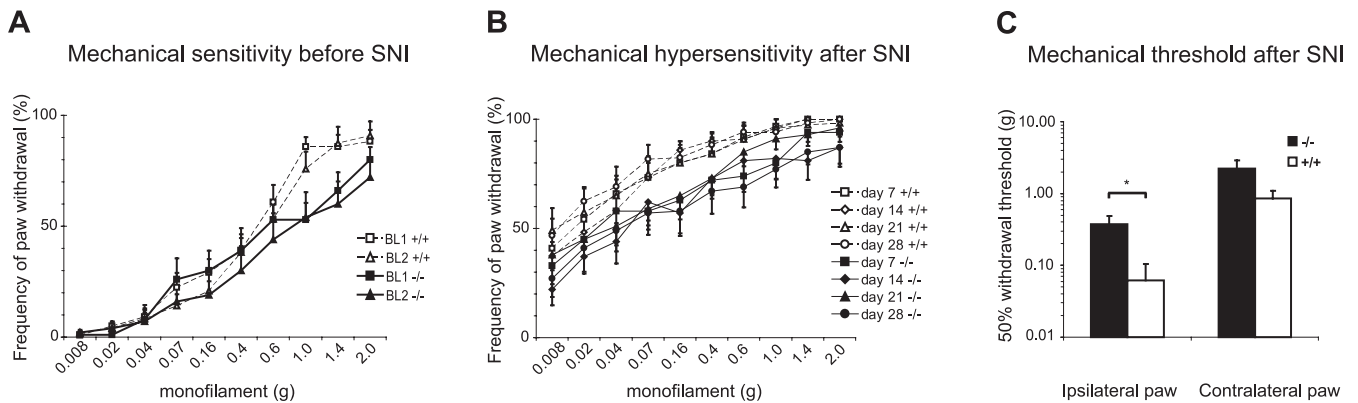 A
Mechanical sensitivity before SNI
Frequency of paw withdrawal (%)
100
50
0
BL1 +/+
BL2 +/+
BL1 -/-
BL2 -/-
0.008 0.02 0.04 0.07 0.16 0.4 0.6 1.0 1.4 2.0
monofilament (g)
B
Mechanical hypersensitivity after SNI
Frequency of paw withdrawal (%)
100
50
0
day 7 +/+
day 14 +/+
day 21 +/+
day 28 +/+
day 7 -/-
day 14 -/-
day 21 -/-
day 28 -/-
0.008 0.02 0.04 0.07 0.16 0.4 0.6 1.0 1.4 2.0
monofilament (g)
C
Mechanical threshold after SNI
50% withdrawal threshold (g)
10.00
1.00
0.10
0.01
-/-
+/+
*
Ipsilateral paw Contralateral paw